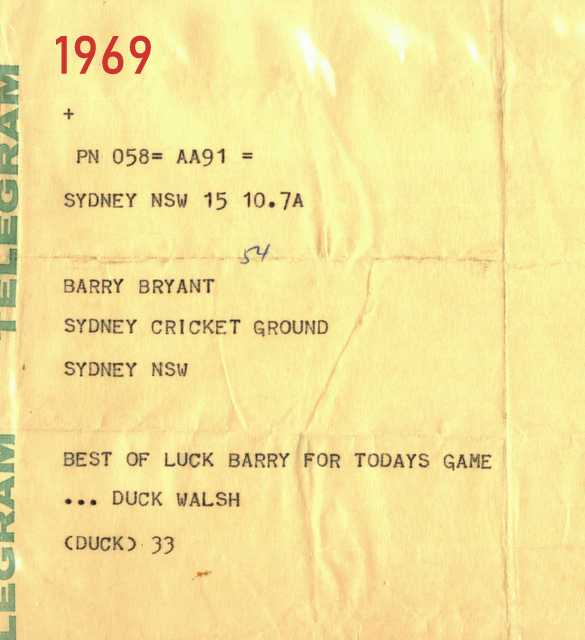 1969
TELEGRAM
+
PN 058= AA91 =
SYDNEY NSW 15 10.7A
54
BARRY BRYANT
SYDNEY CRICKET GROUND
SYDNEY NSW
BEST OF LUCK BARRY FOR TODAYS GAME
... DUCK WALSH
(DUCK) 33
LEGRAM